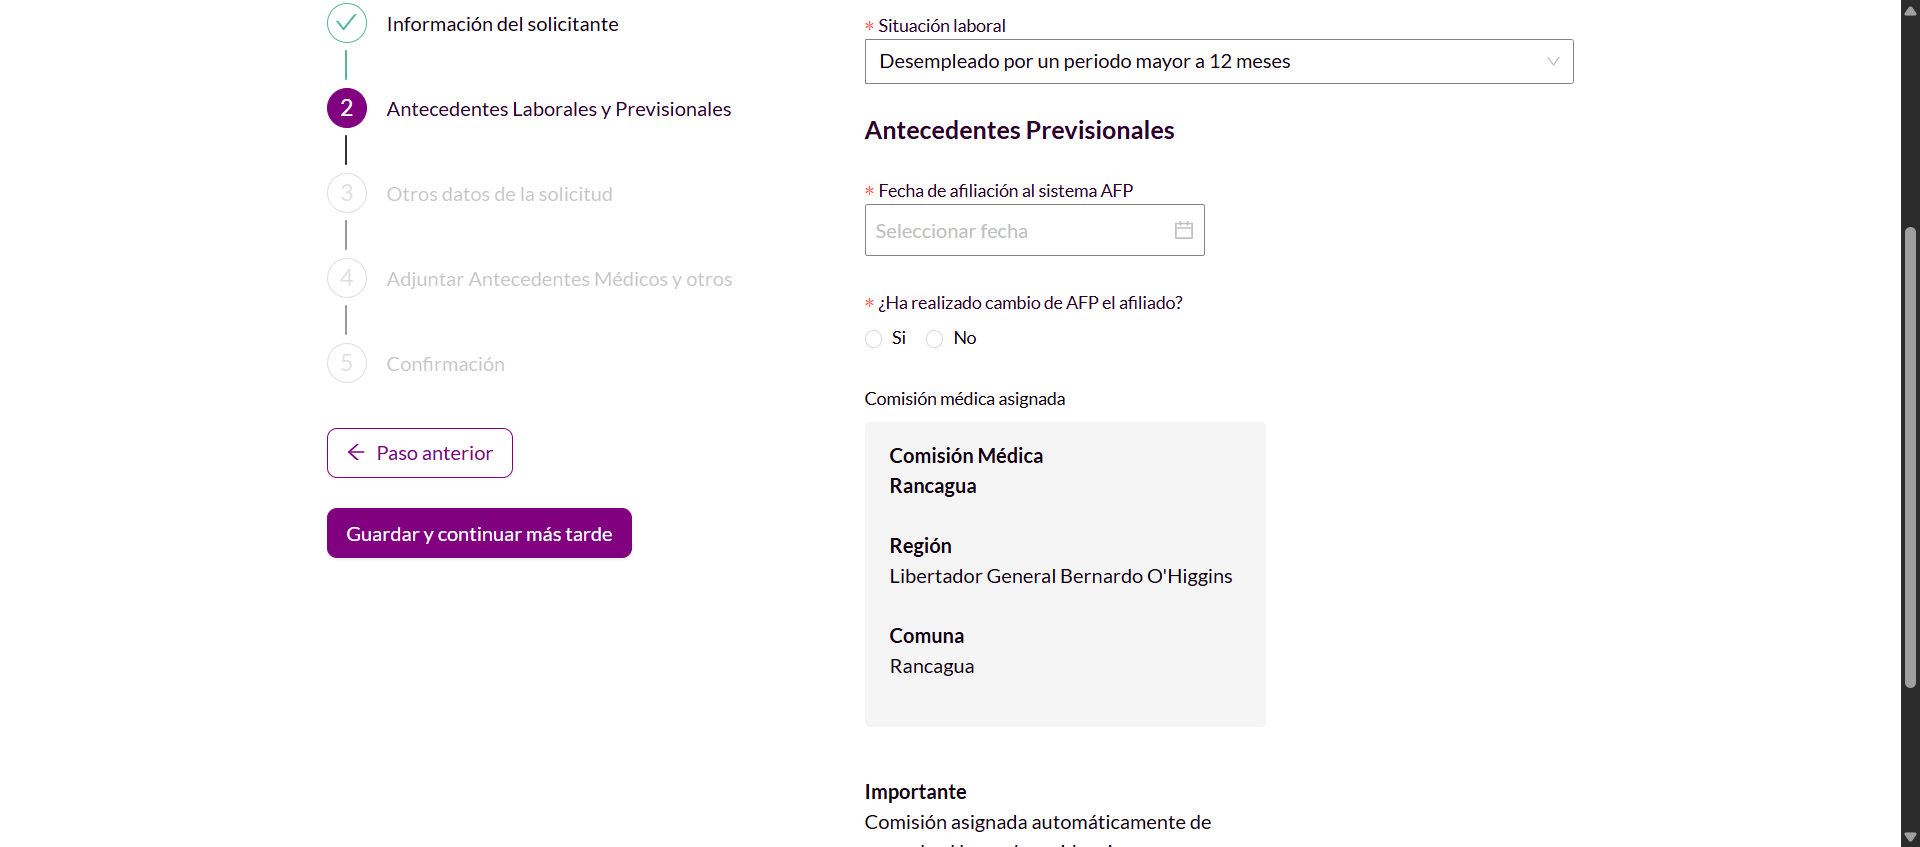 Información del solicitante
2
Antecedentes Laborales y Previsionales
3
Otros datos de la solicitud
4
Adjuntar Antecedentes Médicos y otros
5
Confirmación
Paso anterior
Guardar y continuar más tarde
* Situación laboral
Desempleado por un periodo mayor a 12 meses
Antecedentes Previsionales
* Fecha de afiliación al sistema AFP
Seleccionar fecha
* ¿Ha realizado cambio de AFP el afiliado?
Si No
Comisión médica asignada
Comisión Médica
Rancagua
Región
Libertador General Bernardo O'Higgins
Comuna
Rancagua
Importante
Comisión asignada automáticamente de